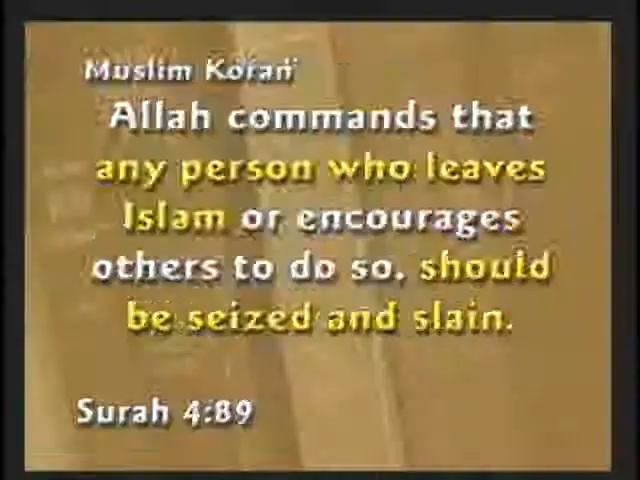 Muslim Koran
Allah commands that
any person who leaves
Islam or encourages
others to do so, should
be seized and slain.
Surah 4:89